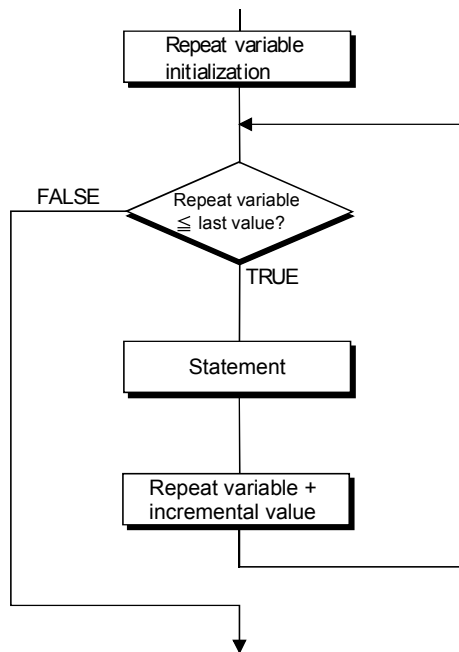 Repeat variable
initialization
FALSE
Repeat variable
≦ last value?
TRUE
Statement
Repeat variable +
incremental value